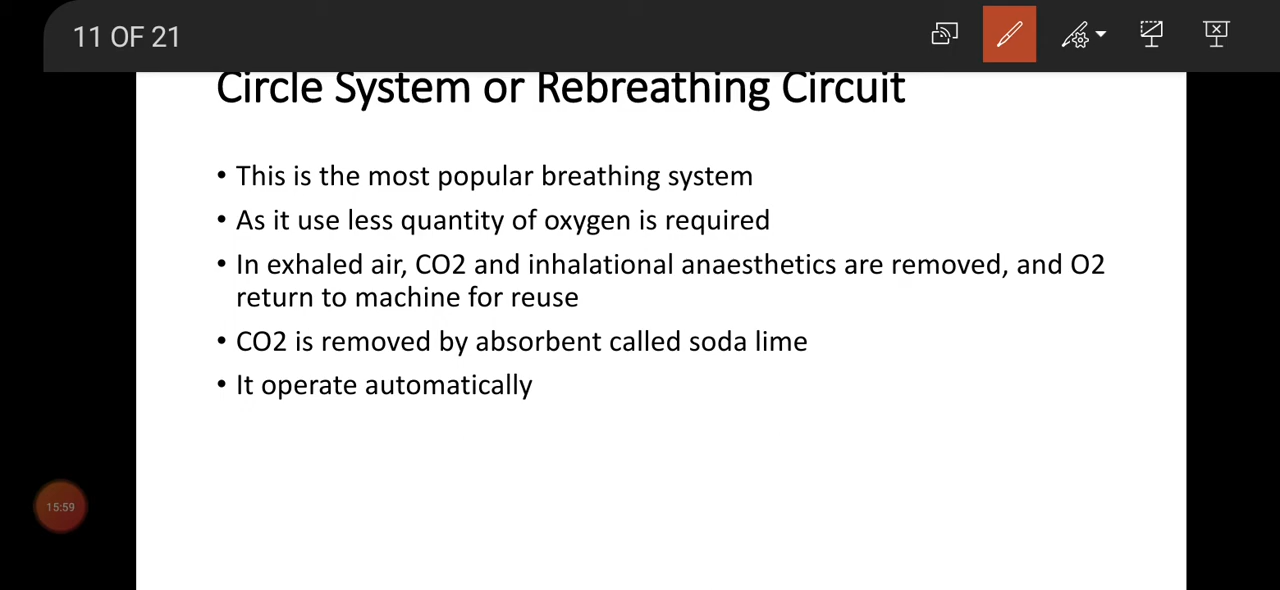 11 OF 21
Circle System or Rebreathing Circuit
• This is the most popular breathing system
• As it use less quantity of oxygen is required
• In exhaled air, CO2 and inhalational anaesthetics are removed, and O2
return to machine for reuse
• CO2 is removed by absorbent called soda lime
• It operate automatically
15:59